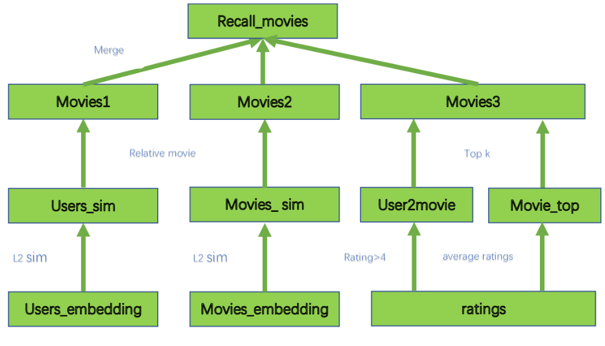 Recall_movies
Merge
Movies1
Movies2
Movies3
Relative movie
Top k
Users_sim
Movies_ sim
User2movie
Movie_top
L2 sim
L2 sim
Rating>4
average ratings
Users_embedding
Movies_embedding
ratings